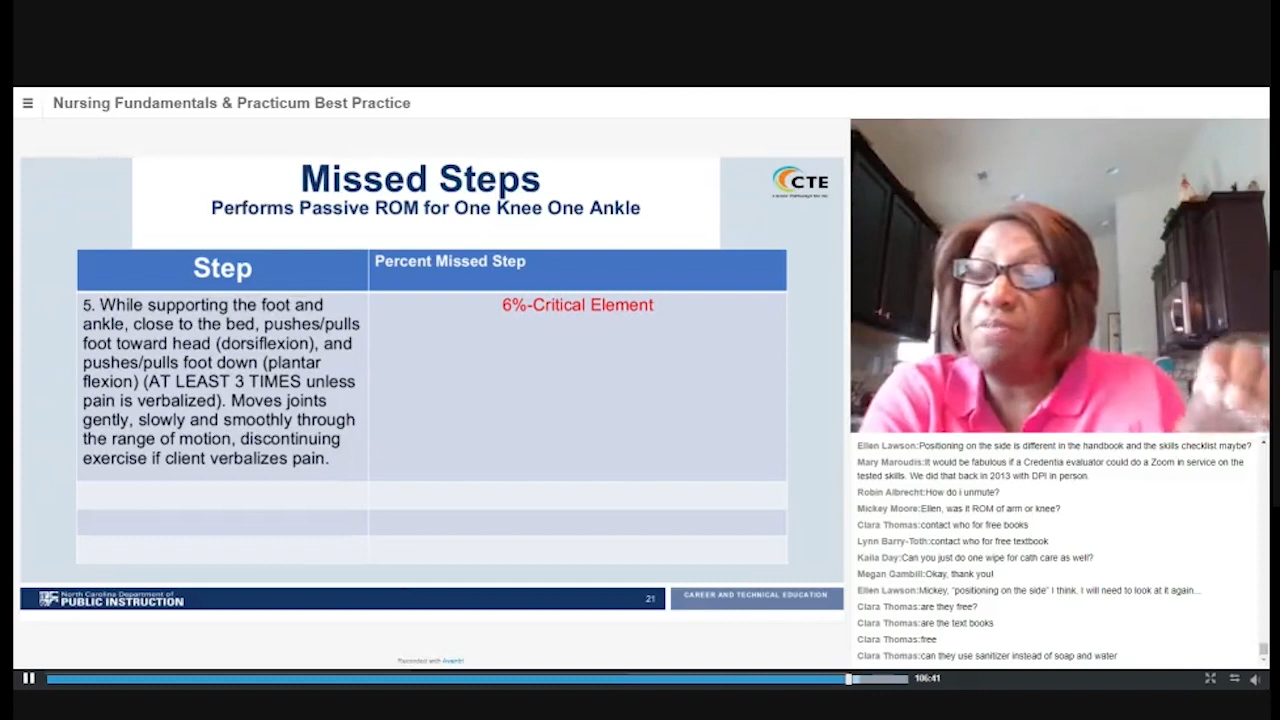 Nursing Fundamentals & Practicum Best Practice
Missed Steps
Performs Passive ROM for One Knee One Ankle
CTE
Step
Percent Missed Step
5. While supporting the foot and
ankle, close to the bed, pushes/pulls
foot toward head (dorsiflexion), and
pushes/pulls foot down (plantar
flexion) (AT LEAST 3 TIMES unless
pain is verbalized). Moves joints
gently, slowly and smoothly through
the range of motion, discontinuing
exercise if client verbalizes pain.
6%-Critical Element
North Carolina Department of
PUBLIC INSTRUCTION
21
CAREER AND TECHNICAL EDUCATION
Recorded with
Ellen Lawson:Positioning on the side is different in the handbook and the skills checklist maybe?
Mary Maroudis:It would be fabulous if a Credentia evaluator could do a Zoom in service on the
tested skills. We did that back in 2013 with DPI in person.
Robin Albrecht:How do i unmute?
Mickey Moore:Ellen, was it ROM of arm or knee?
Clara Thomas:contact who for free books
Lynn Barry-Toth:contact who for free textbook
Kaila Day:Can you just do one wipe for cath care as well?
Megan Gambill:Okay, thank you!
Ellen Lawson:Mickey, "positioning on the side" I think. I will need to look at it again...
Clara Thomas:are they free?
Clara Thomas:are the text books
Clara Thomas:free
Clara Thomas:can they use sanitizer instead of soap and water
106:41